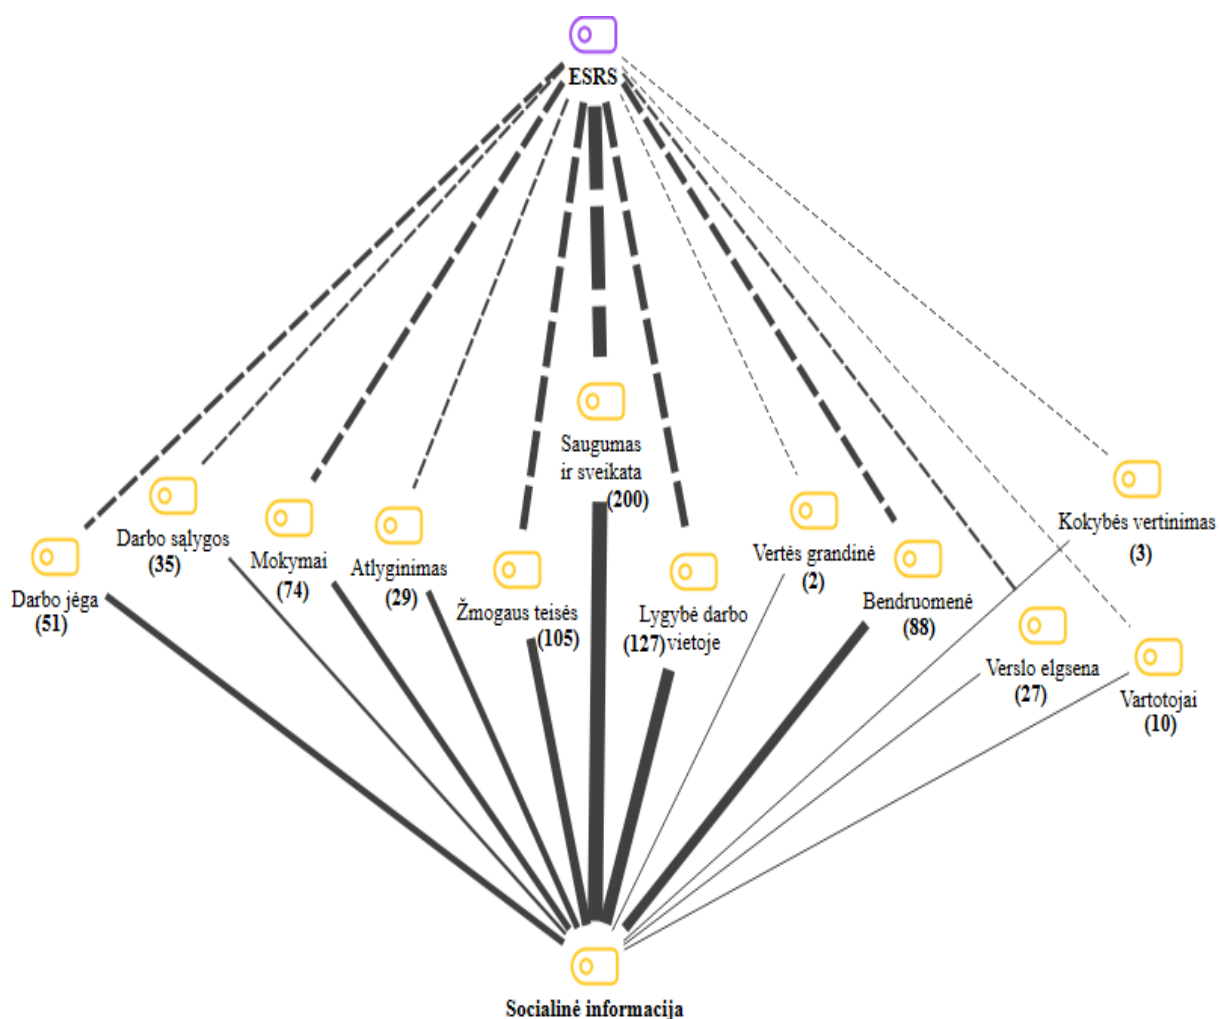 ESRS
Saugumas
ir sveikata
(200)
Darbo sąlygos
(35)
Mokymai
(74)
Atlyginimas
(29)
Darbo jėga
(51)
Žmogaus teisės
(105)
Lygybė darbo
(127) vietoje
Vertės grandinė
(2)
Bendruomenė
(88)
Kokybės vertinimas
(3)
Verslo elgsena
(27)
Vartotojai
(10)
Socialinė informacija